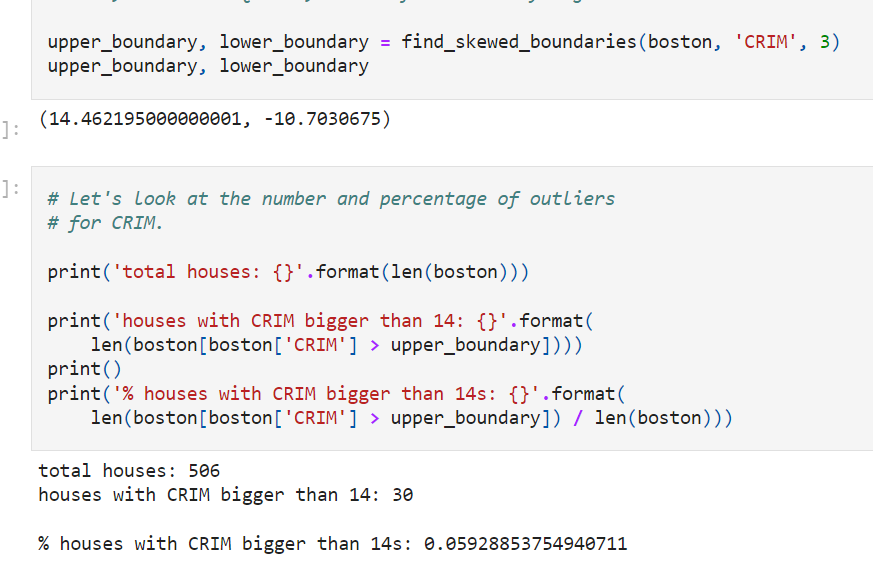 upper_boundary, lower_boundary = find_skewed_boundaries(boston, 'CRIM', 3)
upper_boundary, lower_boundary
]:
(14.462195000000001, -10.7030675)
]:
# Let's look at the number and percentage of outliers
# for CRIM.
print('total houses: {}'.format(len(boston)))
print('houses with CRIM bigger than 14: {}'.format(
    len(boston[boston['CRIM'] > upper_boundary])))
print()
print('% houses with CRIM bigger than 14s: {}'.format(
    len(boston[boston['CRIM'] > upper_boundary]) / len(boston)))
total houses: 506
houses with CRIM bigger than 14: 30
% houses with CRIM bigger than 14s: 0.05928853754940711